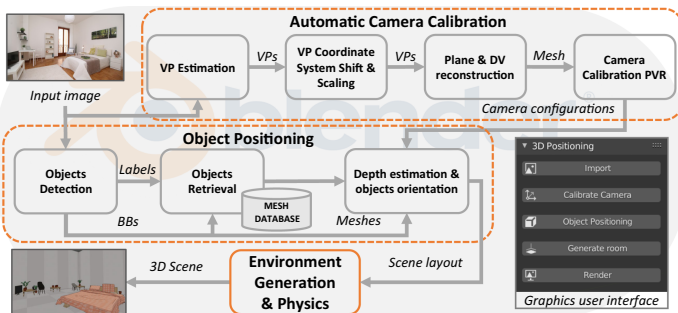 Automatic Camera Calibration
VP Estimation
VPs
VP Coordinate
System Shift &
Scaling
VPs
Plane & DV
reconstruction
Mesh
Camera
Calibration PVR
Input image
Camera configurations
blender
Object Positioning
Objects
Detection
Labels
Objects
Retrieval
MESH
DATABASE
Depth estimation &
objects orientation
BBs
Meshes
3D Scene
Environment
Generation
& Physics
Scene layout
3D Positioning
Import
Calibrate Camera
Object Positioning
Generate room
Render
Graphics user interface